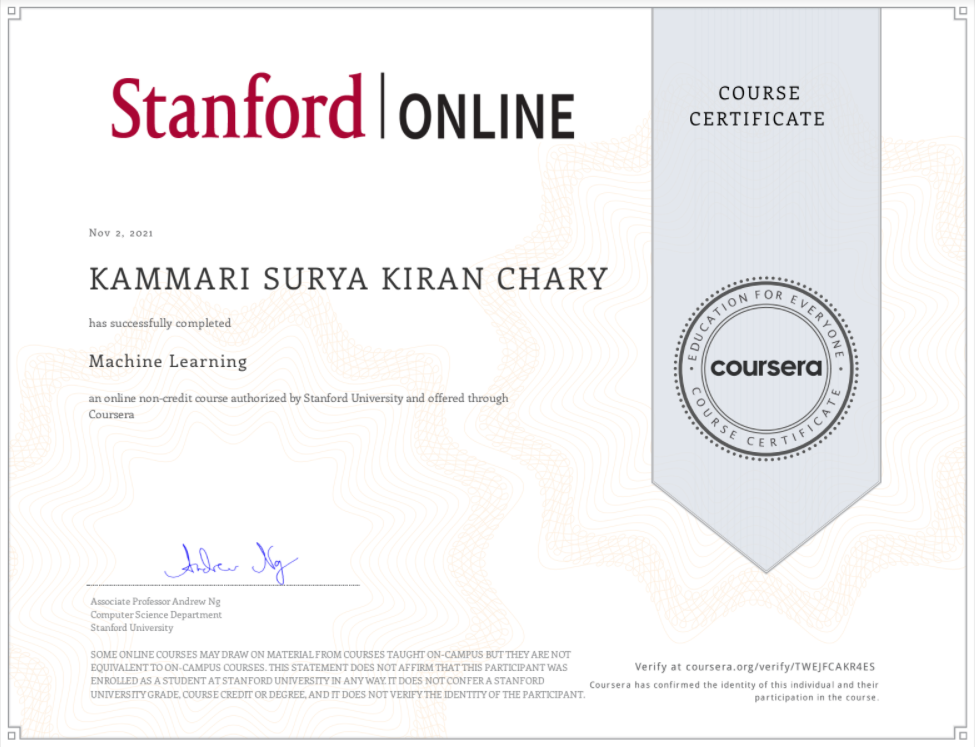 Stanford | ONLINE
COURSE
CERTIFICATE
Nov 2, 2021
KAMMARI SURYA KIRAN CHARY
has successfully completed
Machine Learning
an online non-credit course authorized by Stanford University and offered through
Coursera
EDUCATION FOR EVERYONE
coursera
COURSE CERTIFICATE
Andrew Ng
Associate Professor Andrew Ng
Computer Science Department
Stanford University
SOME ONLINE COURSES MAY DRAW ON MATERIAL FROM COURSES TAUGHT ON-CAMPUS BUT THEY ARE NOT
EQUIVALENT TO ON-CAMPUS COURSES. THIS STATEMENT DOES NOT AFFIRM THAT THIS PARTICIPANT WAS
ENROLLED AS A STUDENT AT STANFORD UNIVERSITY IN ANY WAY. IT DOES NOT CONFER A STANFORD
UNIVERSITY GRADE, COURSE CREDIT OR DEGREE, AND IT DOES NOT VERIFY THE IDENTITY OF THE PARTICIPANT.
Verify at coursera.org/verify/TWEJFCAKR4ES
Coursera has confirmed the identity of this individual and their
participation in the course.